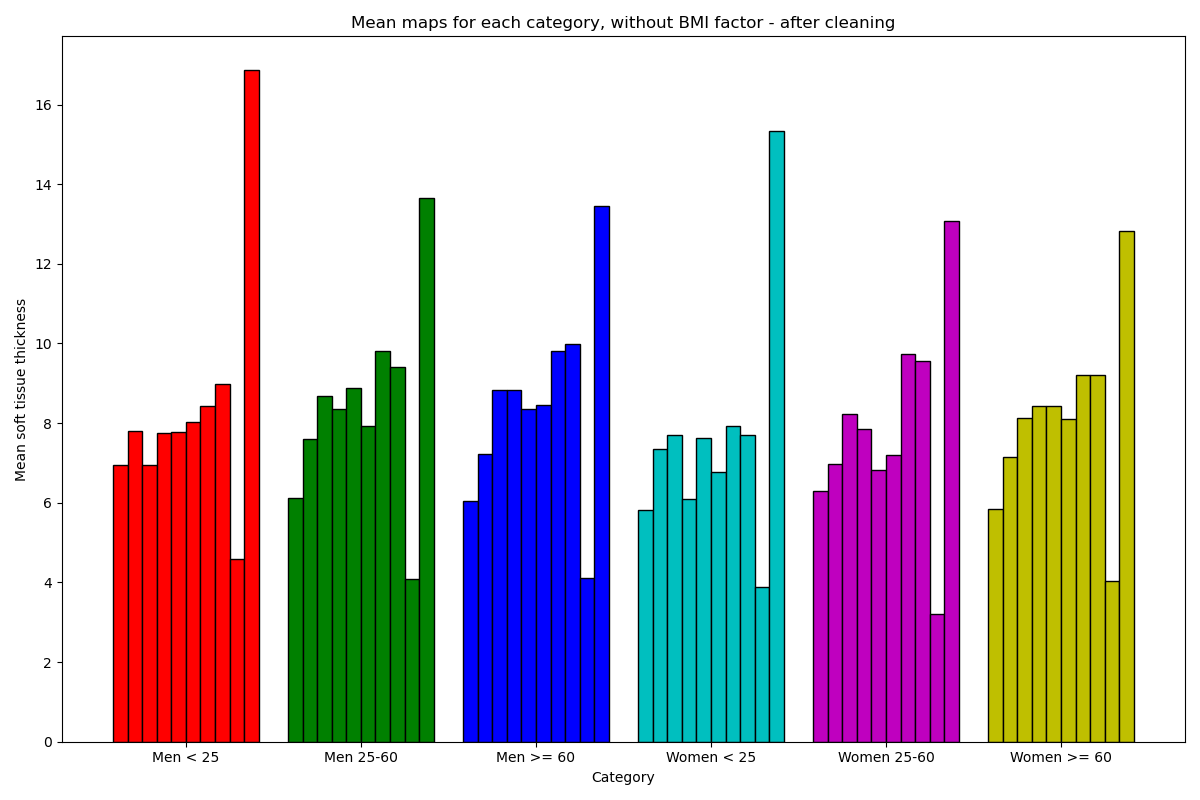 Mean maps for each category, without BMI factor - after cleaning
Mean soft tissue thickness
16
14
12
10
8
6
4
2
0
Men < 25
Men 25-60
Men >= 60
Women < 25
Women 25-60
Women >= 60
Category